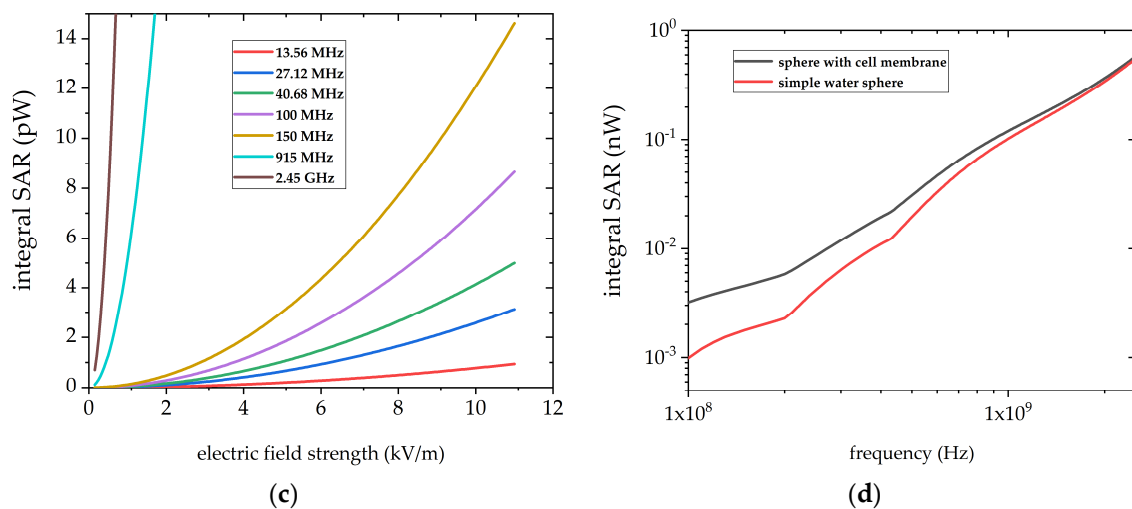 14
12
10
8
6
4
2
0
0
2
4
6
8
10
12
integral SAR (pW)
electric field strength (kV/m)
13.56 MHz
27.12 MHz
40.68 MHz
100 MHz
150 MHz
915 MHz
2.45 GHz
(c)
10⁰
10⁻¹
10⁻²
10⁻³
1x10⁸
1x10⁹
integral SAR (nW)
frequency (Hz)
sphere with cell membrane
simple water sphere
(d)